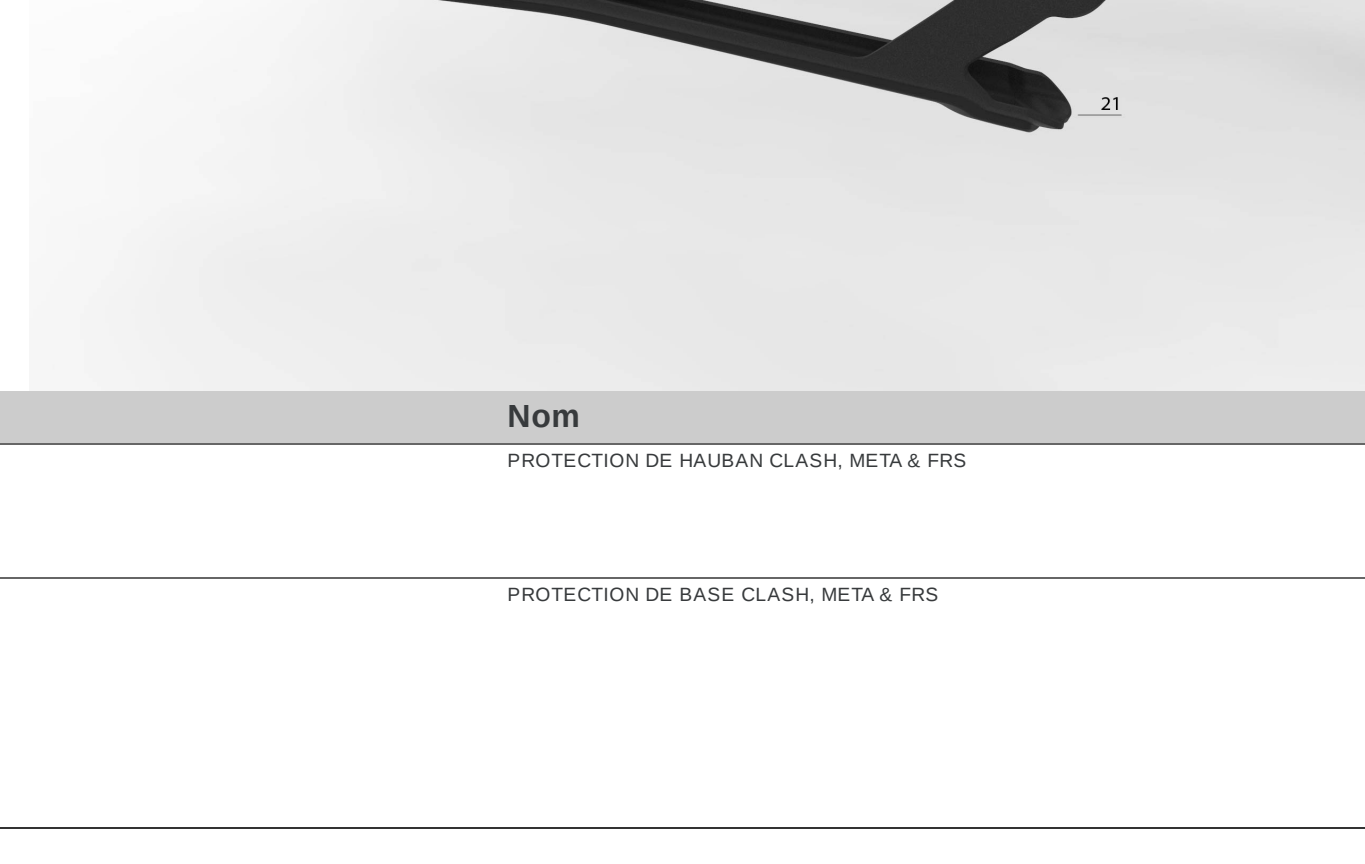 21
Nom
PROTECTION DE HAUBAN CLASH, META & FRS
PROTECTION DE BASE CLASH, META & FRS